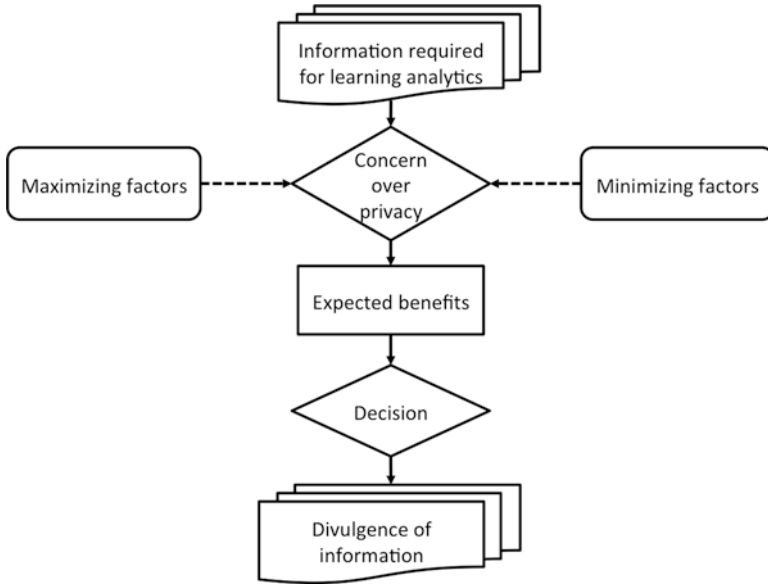 Information required
for learning analytics
Maximizing factors
Concern
over
privacy
Minimizing factors
Expected benefits
Decision
Divulgence of
information